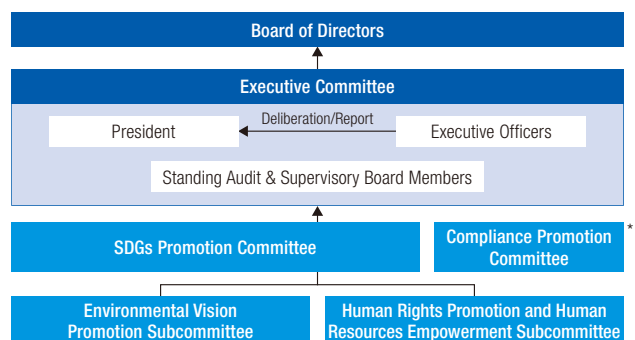 Board of Directors
Executive Committee
Deliberation/Report
President
Executive Officers
Standing Audit & Supervisory Board Members
SDGs Promotion Committee
Compliance Promotion
Committee
*
Environmental Vision
Promotion Subcommittee
Human Rights Promotion and Human
Resources Empowerment Subcommittee